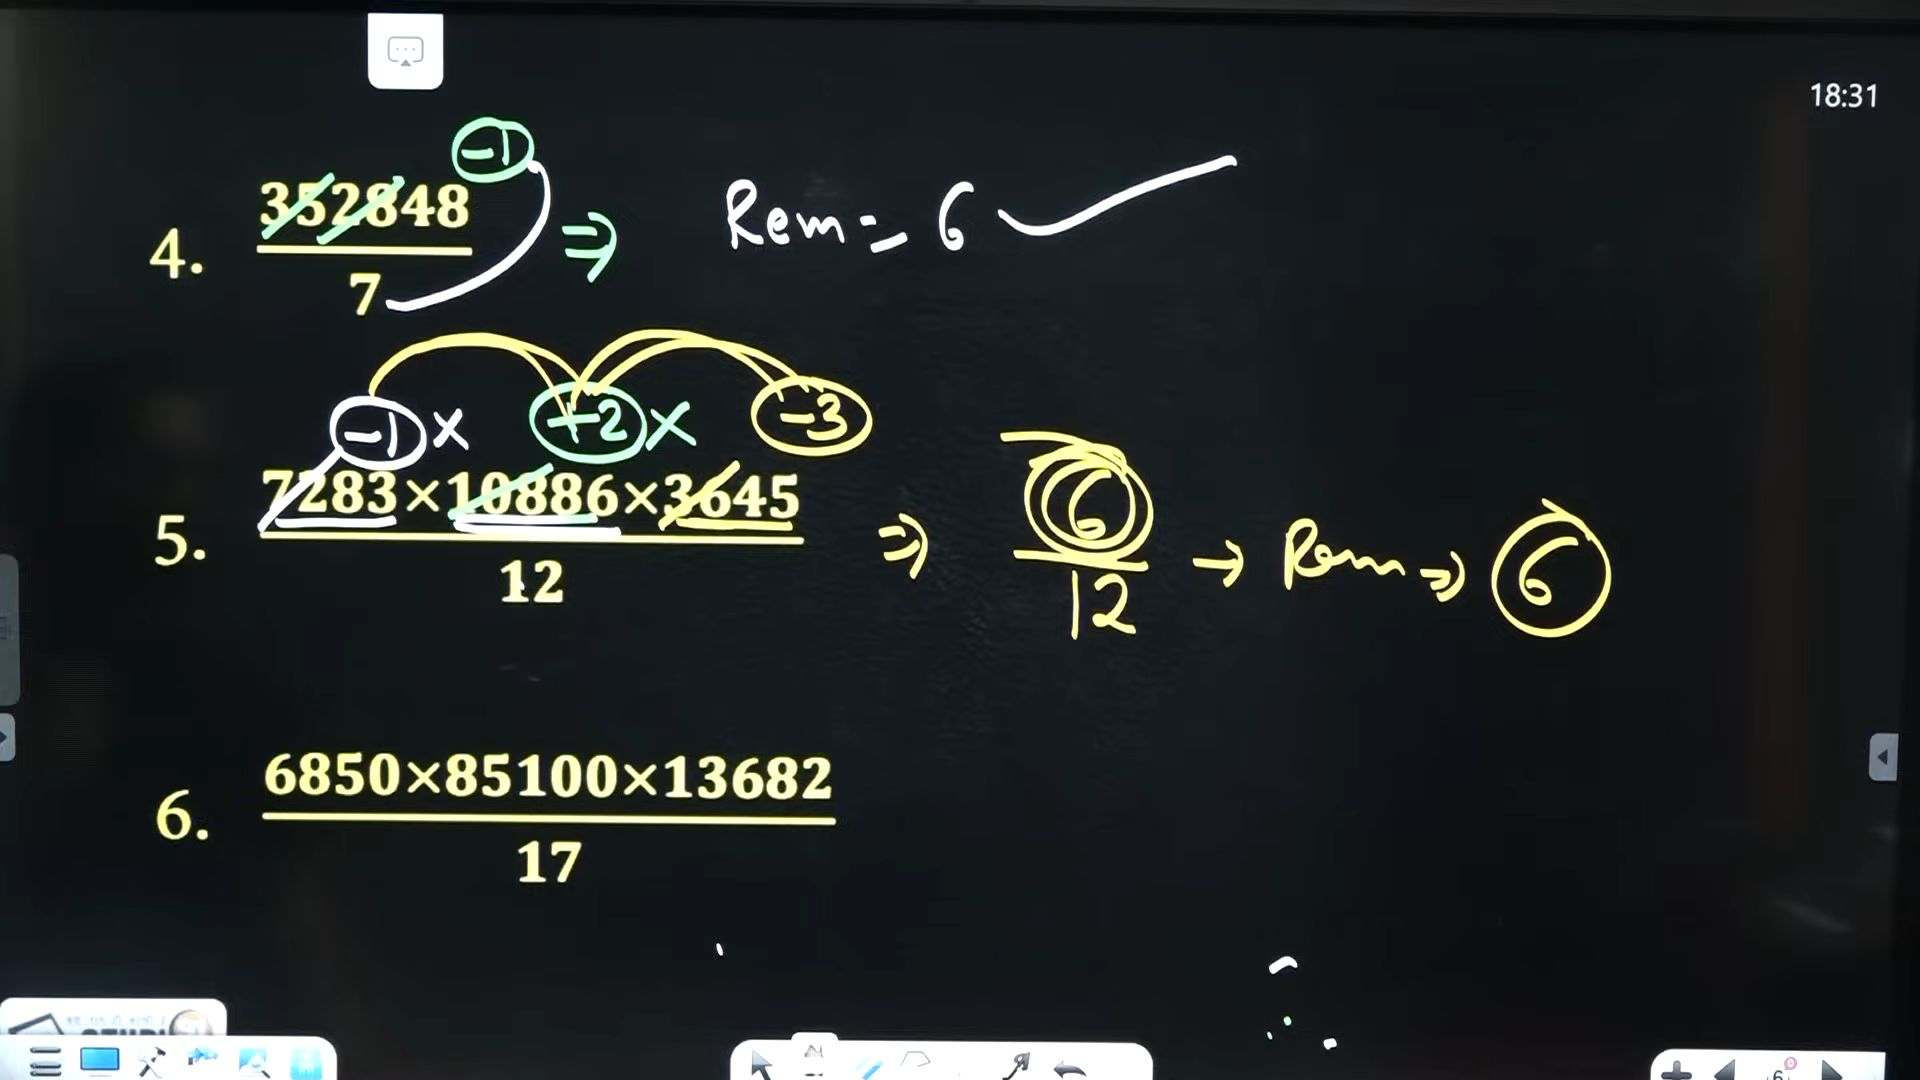 18:31
-1
4. 352848 ⇒ Rem = 6 ✓
7
-1 × +2 × -3
5. 7283×10886×3645 ⇒ 6 → Rem ⇒ 6
12 12
6. 6850×85100×13682
17
6